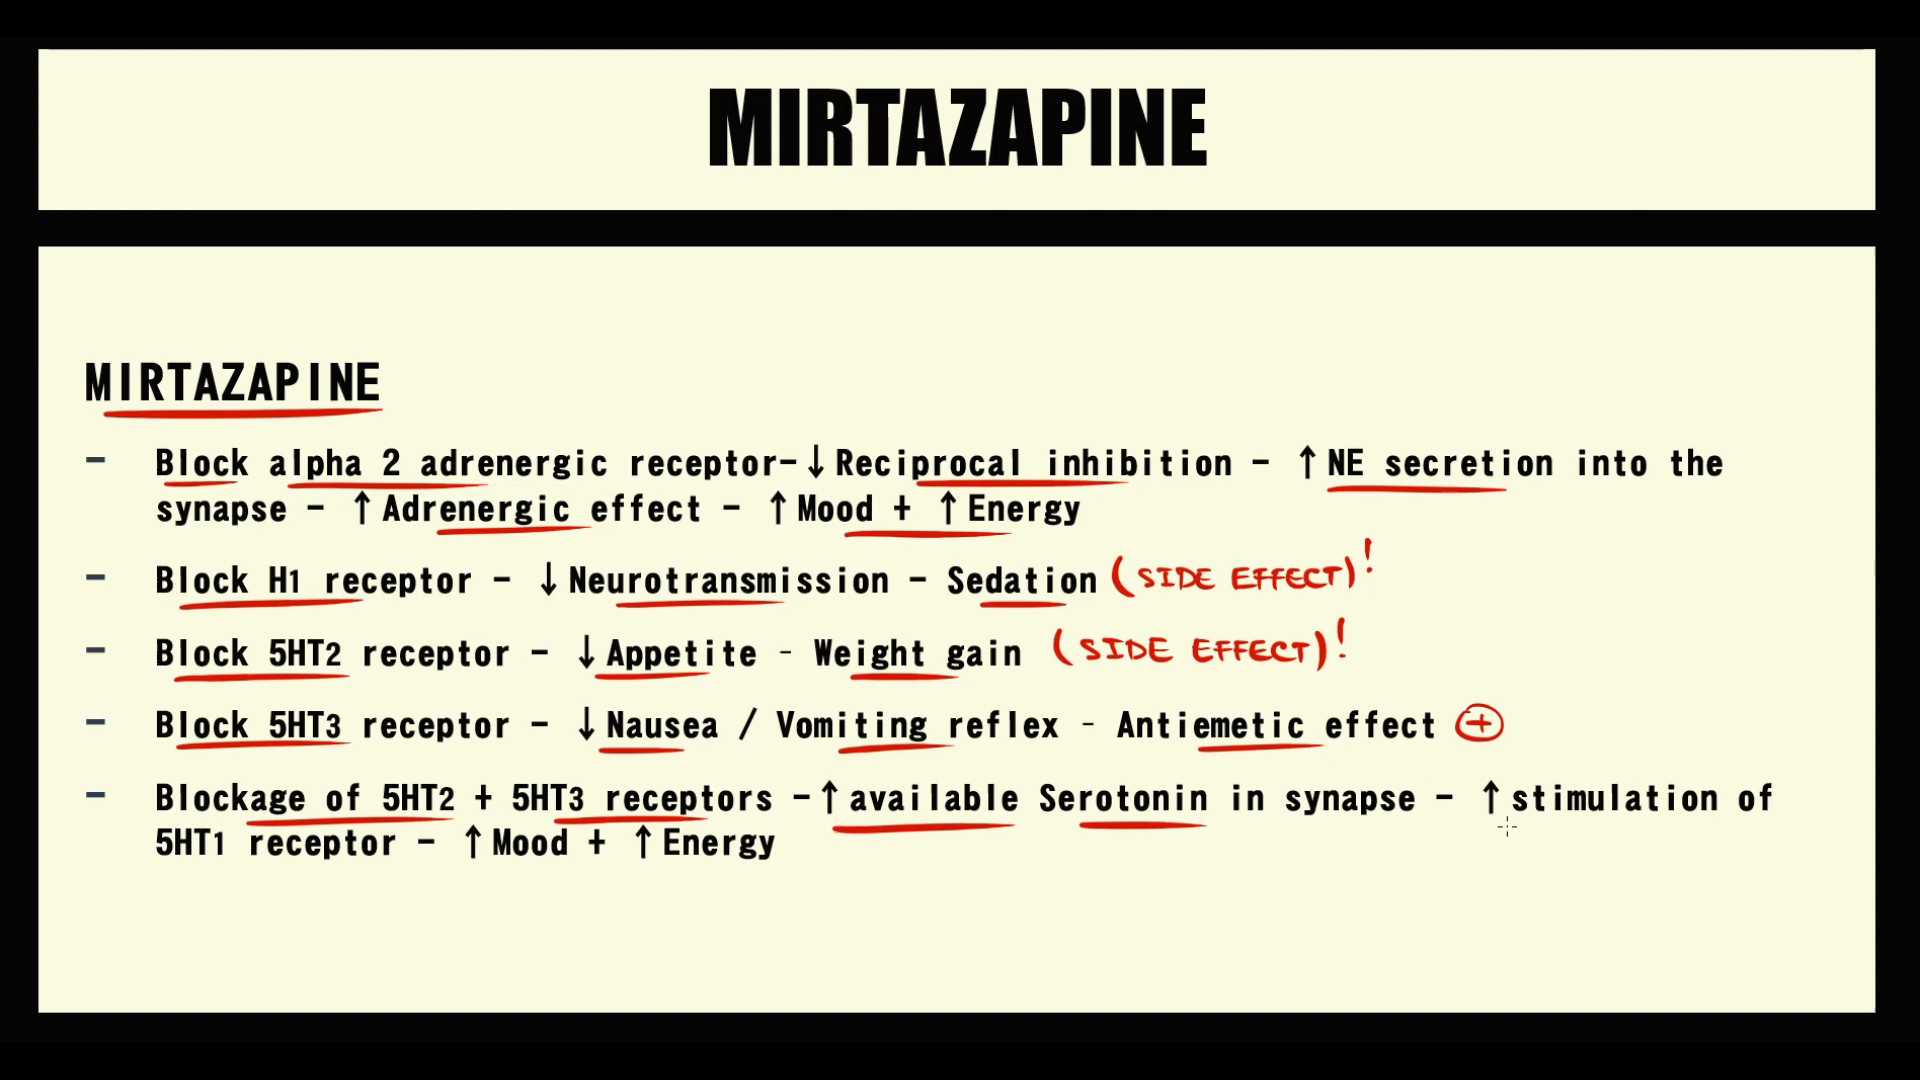 MIRTAZAPINE
MIRTAZAPINE
- Block alpha 2 adrenergic receptor-↓Reciprocal inhibition - ↑NE secretion into the
synapse - ↑Adrenergic effect - ↑Mood + ↑Energy
- Block H1 receptor - ↓Neurotransmission - Sedation (SIDE EFFECT)!
- Block 5HT2 receptor - ↓Appetite - Weight gain (SIDE EFFECT)!
- Block 5HT3 receptor - ↓Nausea / Vomiting reflex - Antiemetic effect ⊕
- Blockage of 5HT2 + 5HT3 receptors -↑available Serotonin in synapse - ↑stimulation of
5HT1 receptor - ↑Mood + ↑Energy